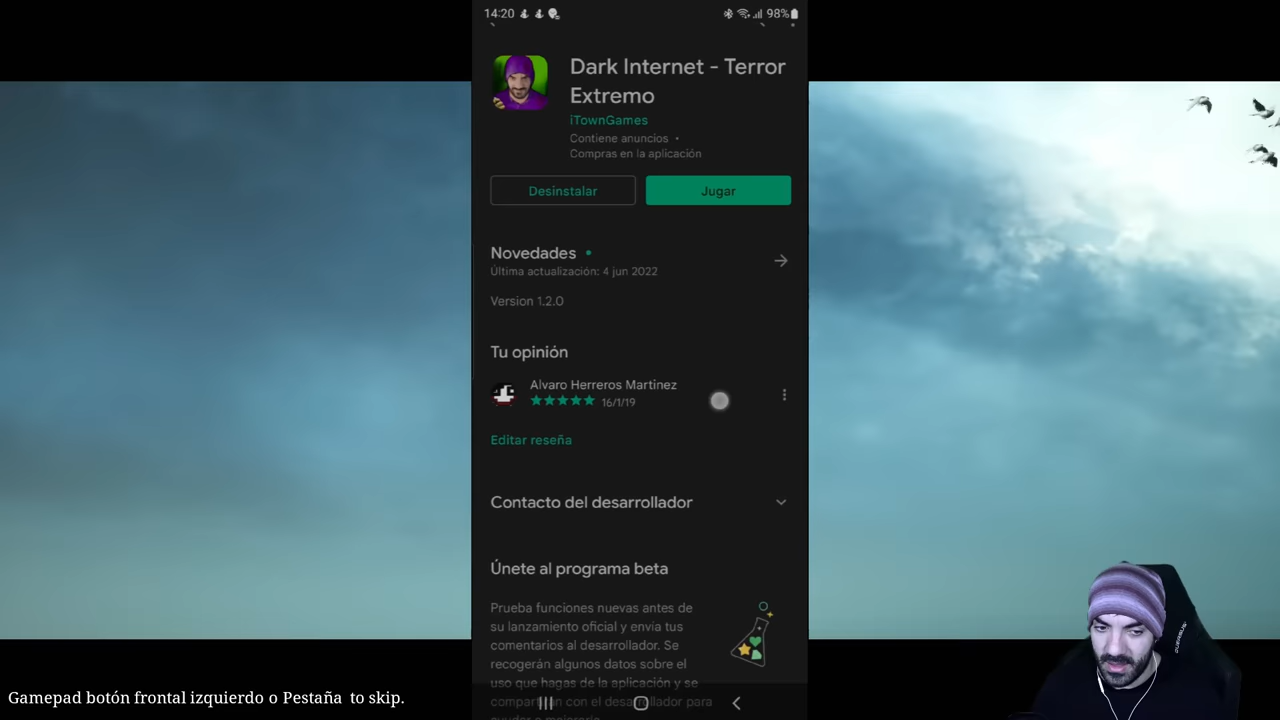 14:20
98%
Dark Internet - Terror
Extremo
iTownGames
Contiene anuncios •
Compras en la aplicación
Desinstalar
Jugar
Novedades •
Última actualización: 4 jun 2022
Version 1.2.0
Tu opinión
Alvaro Herreros Martinez
★★★★★ 16/1/19
Editar reseña
Contacto del desarrollador
Únete al programa beta
Prueba funciones nuevas antes de
su lanzamiento oficial y envia tus
comentarios al desarrollador. Se
recogerán algunos datos sobre el
uso que hagas de la aplicación y se
con el desarrollador para
Gamepad botón frontal izquierdo o Pestaña to skip.